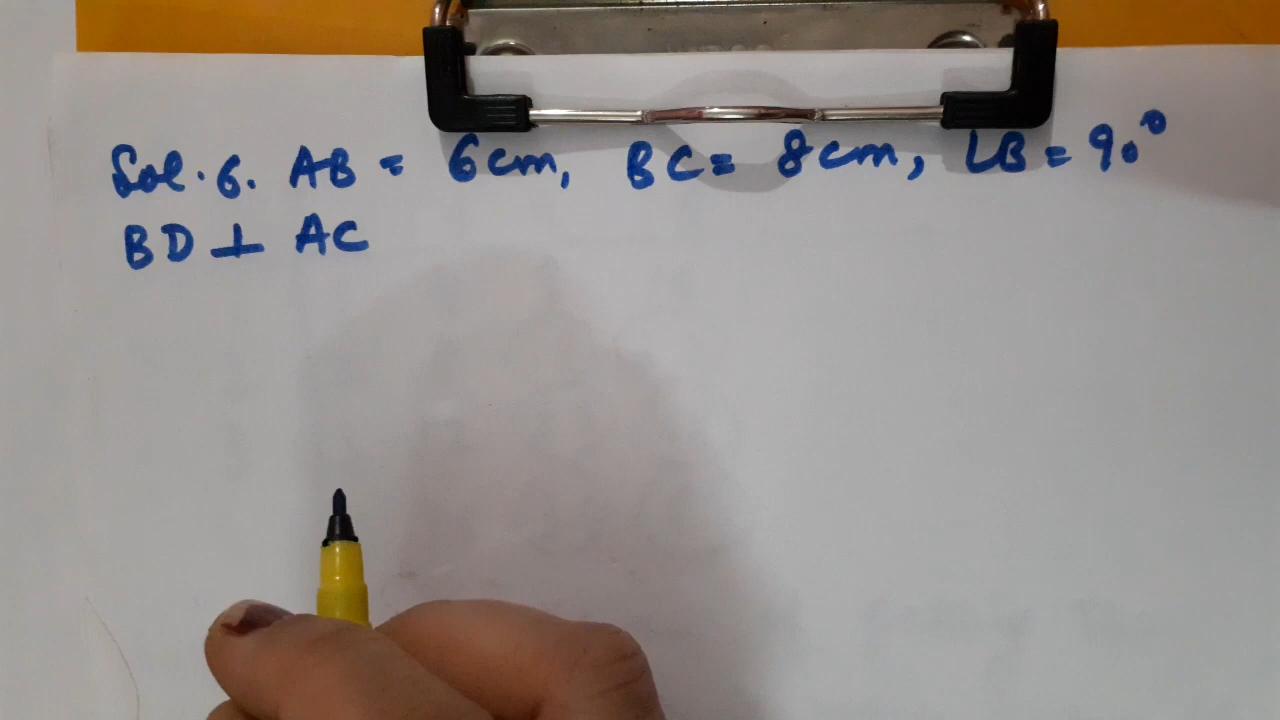 Sol. 6. AB = 6cm, BC = 8cm, ∠B = 90°
BD ⊥ AC